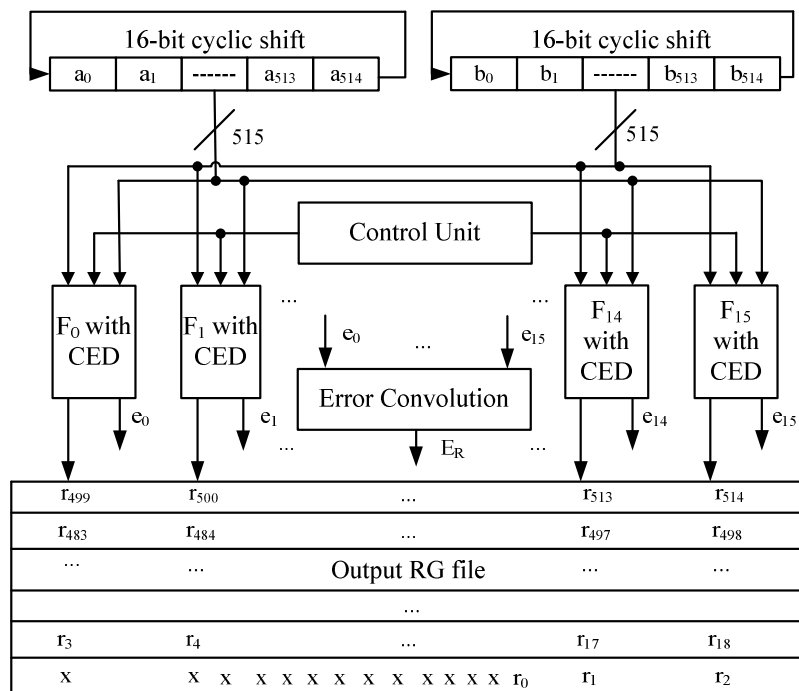 16-bit cyclic shift
16-bit cyclic shift
a₀ a₁ ------ a₅₁₃ a₅₁₄
b₀ b₁ ------ b₅₁₃ b₅₁₄
515
515
Control Unit
F₀ with CED
F₁ with CED
...
...
F₁₄ with CED
F₁₅ with CED
e₀
...
e₁₅
Error Convolution
e₀
e₁
...
E_R
...
e₁₄
e₁₅
r₄₉₉ r₅₀₀ ... r₅₁₃ r₅₁₄
r₄₈₃ r₄₈₄ ... r₄₉₇ r₄₉₈
... ... Output RG file ... ...
...
r₃ r₄ ... r₁₇ r₁₈
x x x x x x x x x x x x x r₀ r₁ r₂